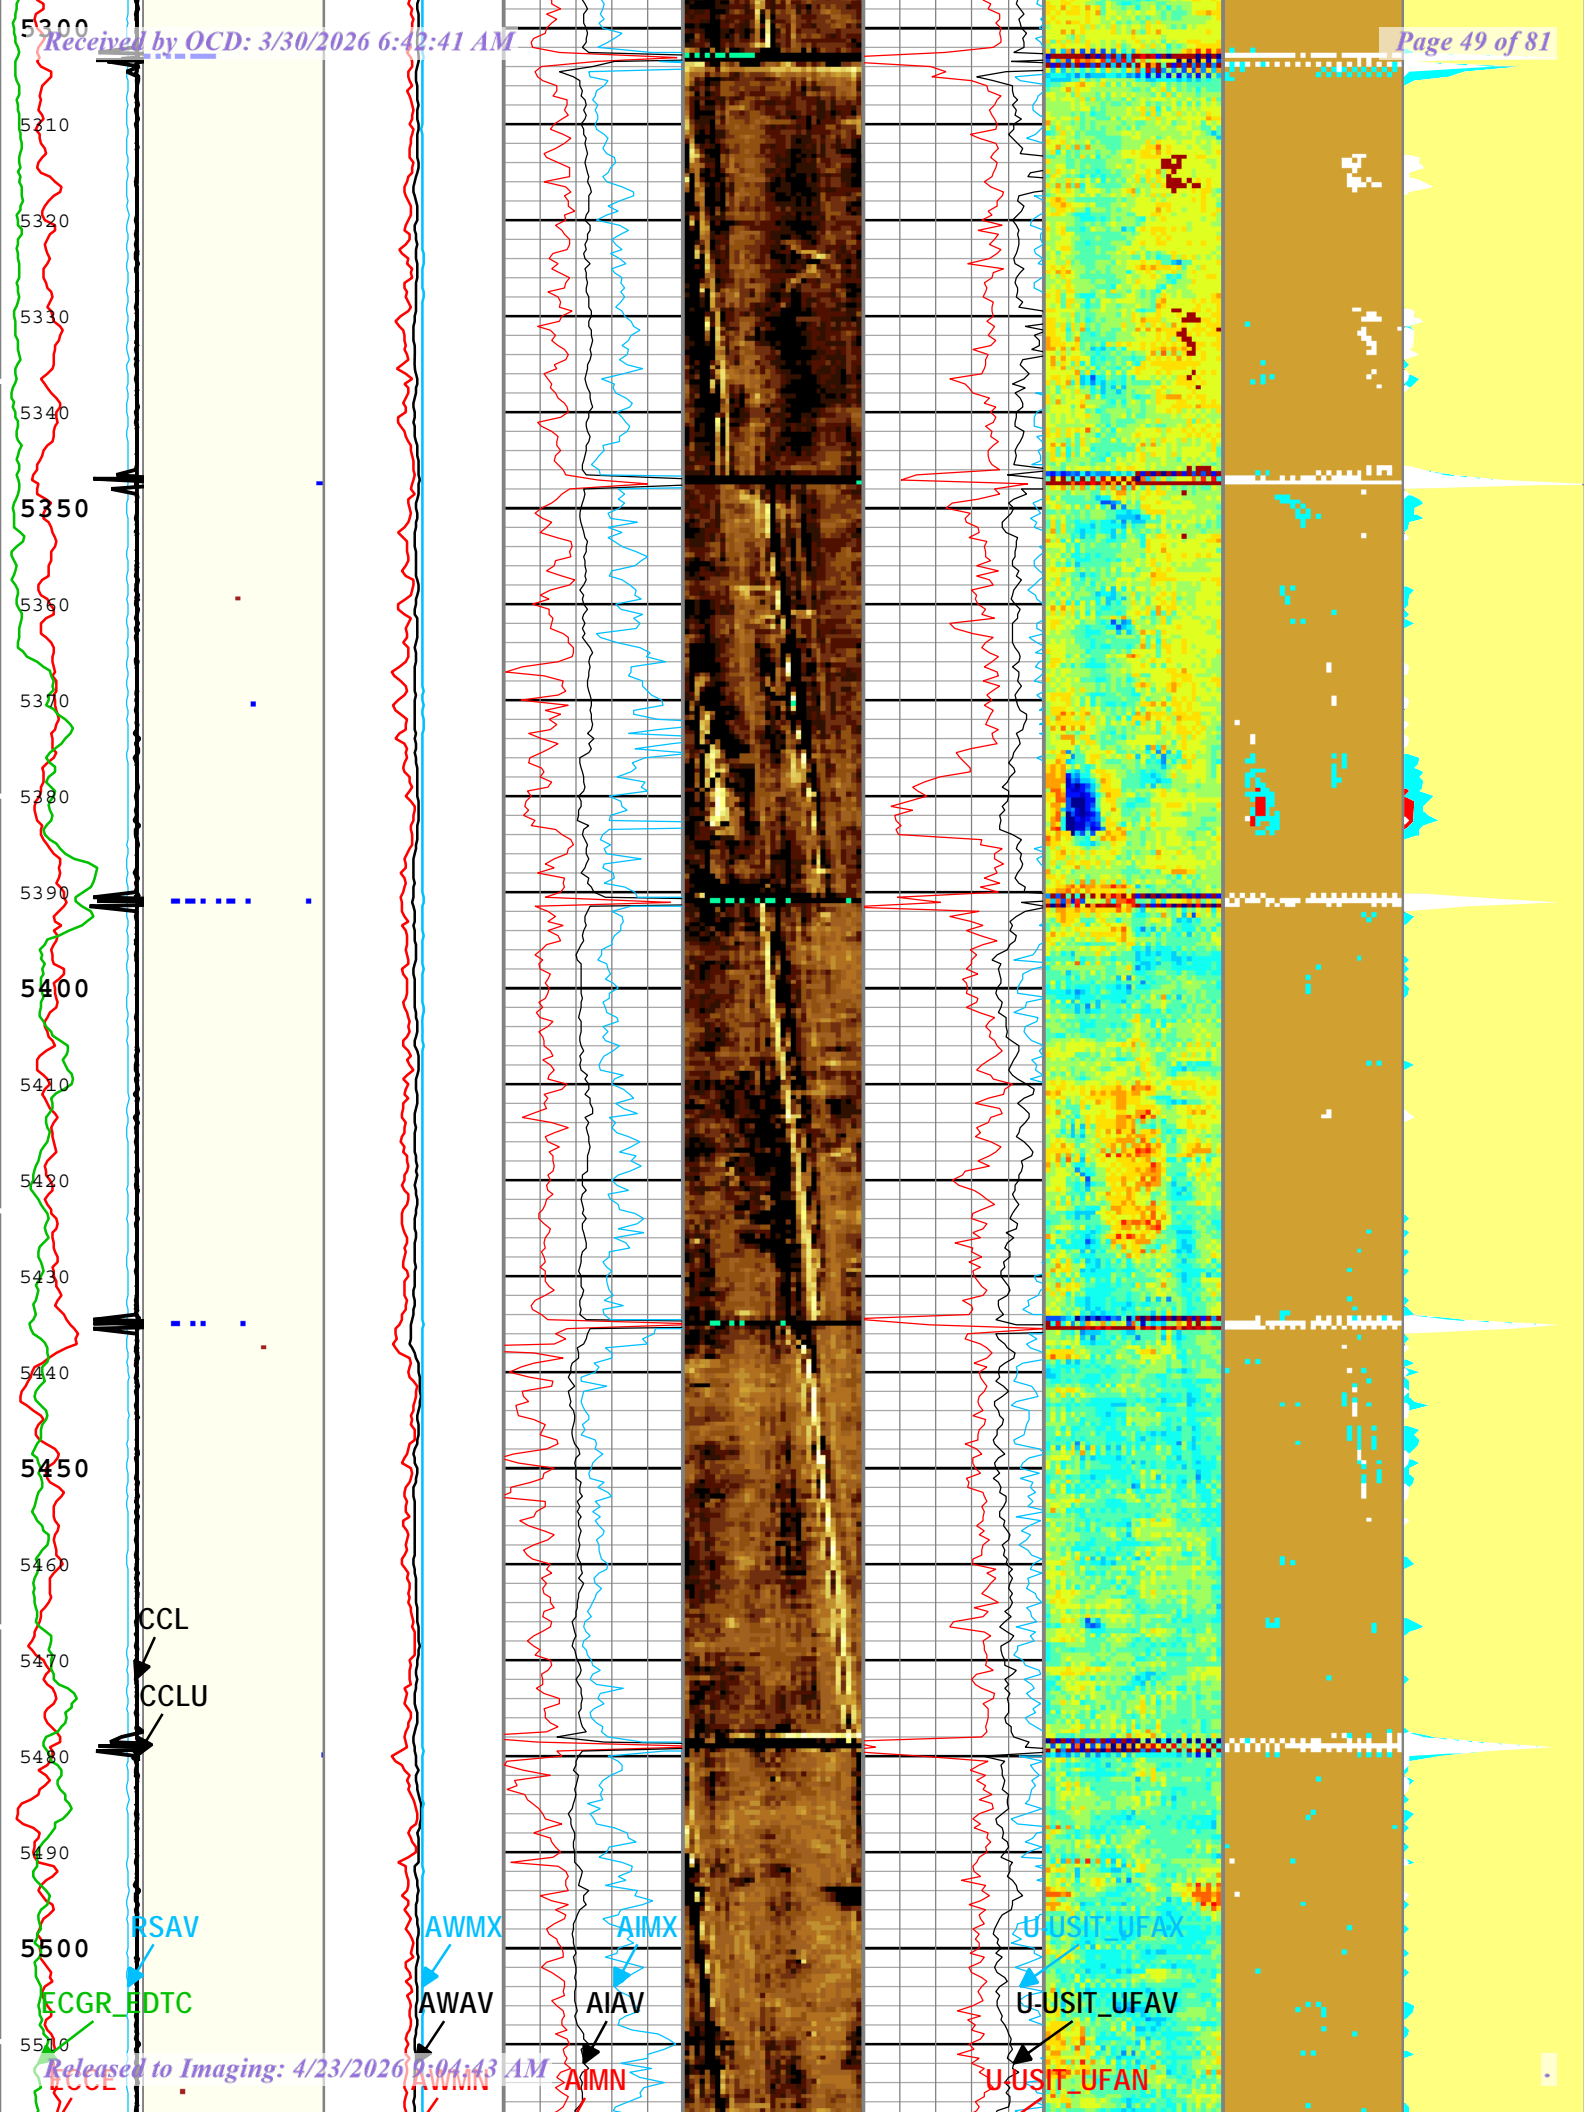 5300
Received by OCD: 3/30/2026 6:42:41 AM
Page 49 of 81
5310
5320
5330
5340
5350
5360
5370
5380
5390
5400
5410
5420
5430
5440
5450
5460
CCL
5470
CCLU
5480
5490
RSAV AWMX AIMX U-USIT_UFAX
5500
ECGR_EDTC AWAV AIAV U-USIT_UFAV
5510
Released to Imaging: 4/23/2026 9:04:43 AM
ECCE AWMN AIMN U-USIT_UFAN